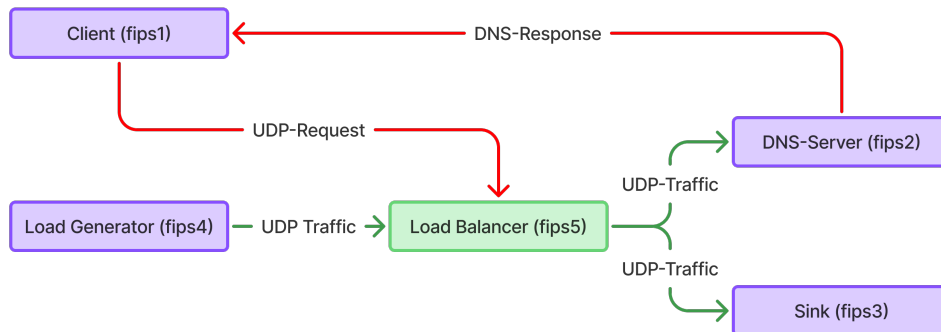 Client (fips1)
DNS-Response
UDP-Request
DNS-Server (fips2)
UDP-Traffic
Load Generator (fips4)
UDP Traffic
Load Balancer (fips5)
UDP-Traffic
Sink (fips3)